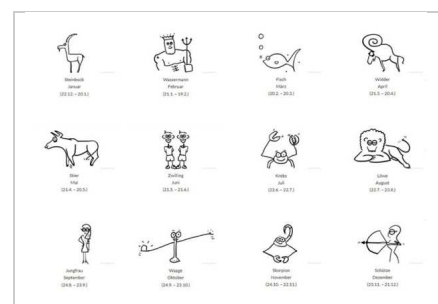 Steinbock
Januar
(22.12. – 20.1.)
Wassermann
Februar
(21.1. – 19.2.)
Fisch
März
(20.2. – 20.3.)
Widder
April
(21.3. – 20.4.)
Stier
Mai
(21.4. – 20.5.)
Zwilling
Juni
(21.5. – 21.6.)
Krebs
Juli
(22.6. – 22.7.)
Löwe
August
(23.7. – 23.8.)
Jungfrau
September
(24.8. – 23.9.)
Waage
Oktober
(24.9. – 23.10.)
Skorpion
November
(24.10. – 22.11.)
Schütze
Dezember
(23.11. – 21.12.)